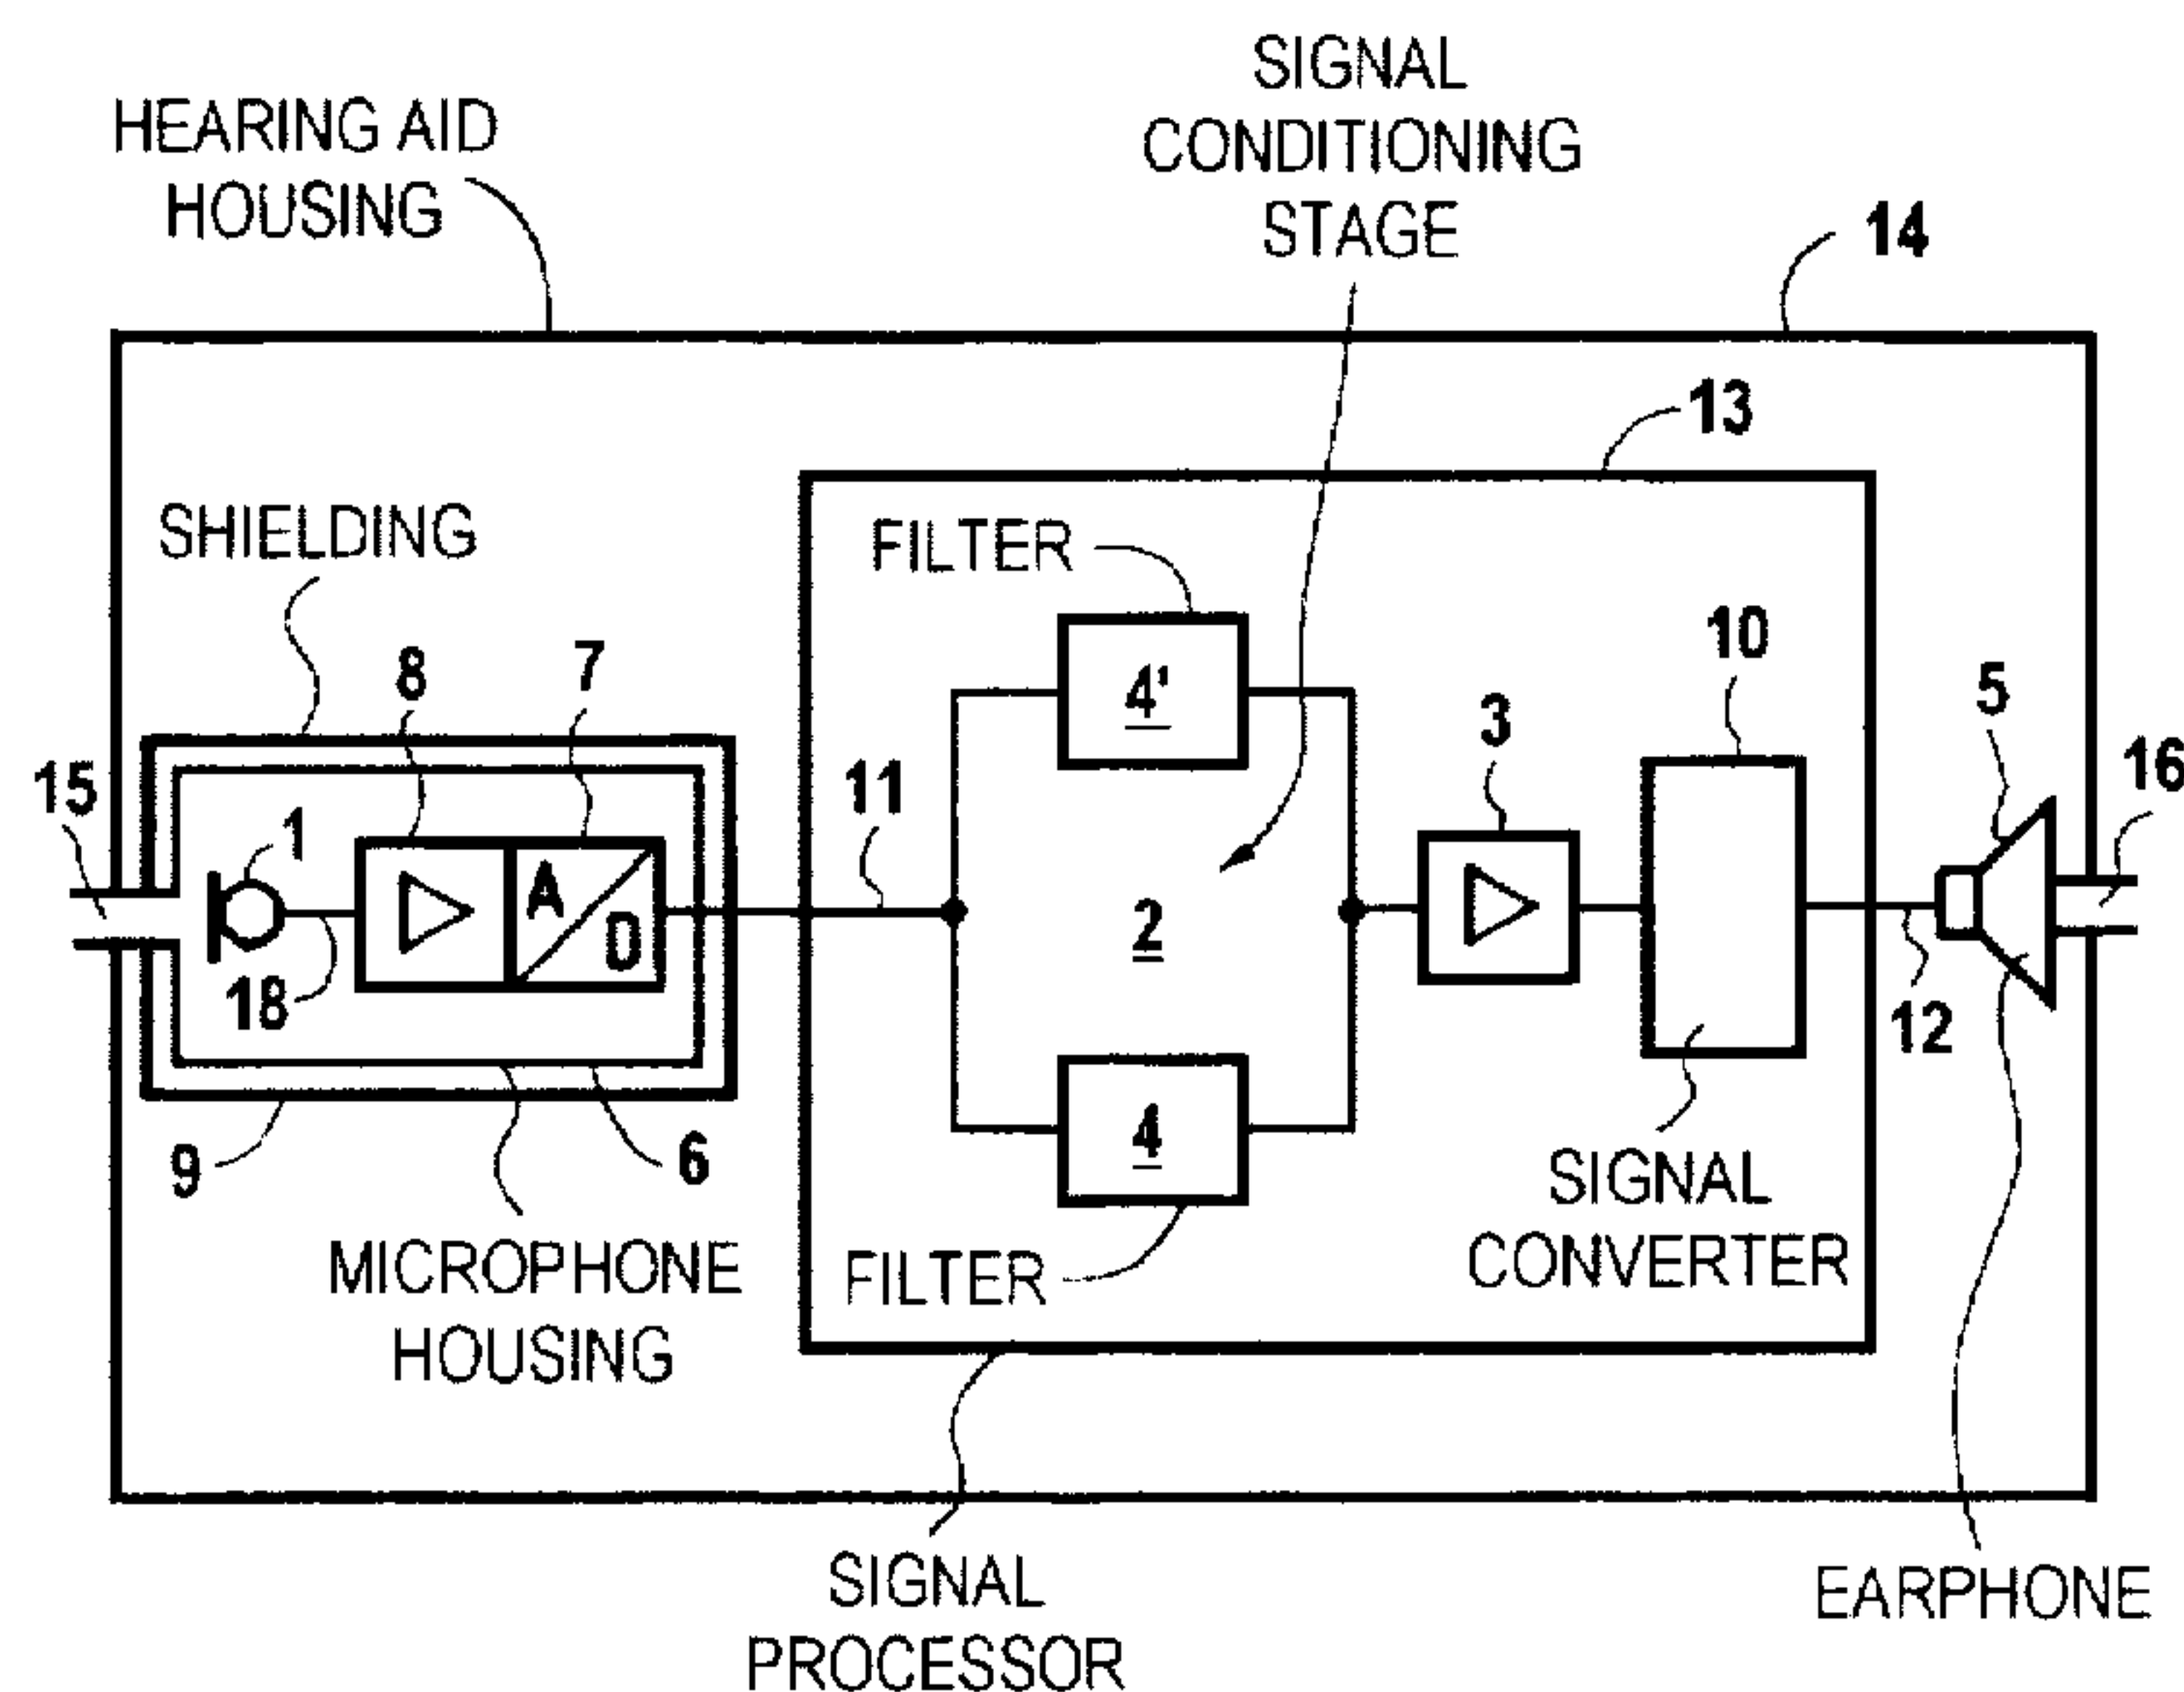 HEARING AID
HOUSING
SIGNAL
CONDITIONING
STAGE
14
13
SHIELDING
FILTER
8
7
4'
10
3
5
15
16
1
11
A
D
2
18
12
4
9
6
SIGNAL
CONVERTER
MICROPHONE
HOUSING
FILTER
SIGNAL
PROCESSOR
EARPHONE